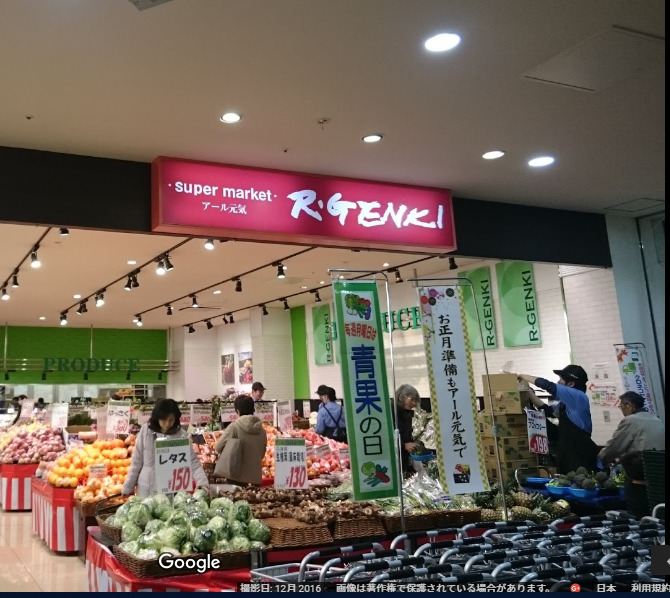 ·super market·
アール元気
R·GENKI
R·GENKI
R·GENKI
PRODUCE
毎週月曜日は
青果の日
お正月準備もアール元気で
レタス
¥150
¥130
¥198
Google
撮影日: 12月 2016
画像は著作権で保護されている場合があります。
日本
利用規約